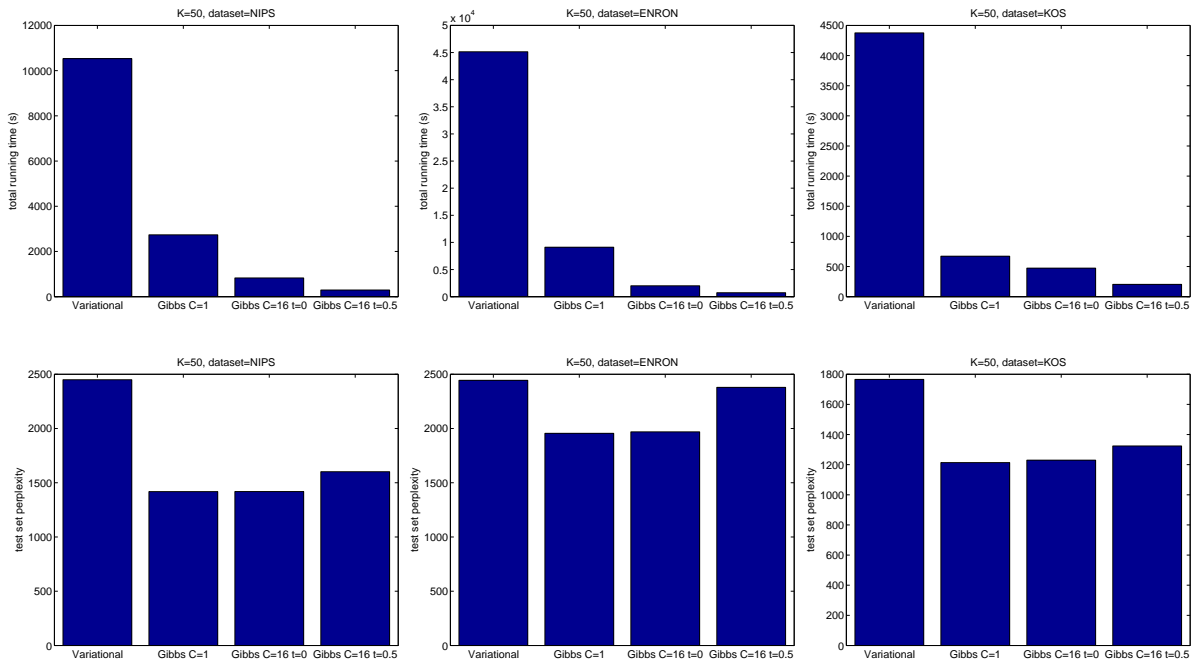 K=50, dataset=NIPS
total running time (s)
12000
10000
8000
6000
4000
2000
0
Variational Gibbs C=1 Gibbs C=16 t=0 Gibbs C=16 t=0.5
K=50, dataset=ENRON
x 10^4
total running time (s)
5
4.5
4
3.5
3
2.5
2
1.5
1
0.5
0
Variational Gibbs C=1 Gibbs C=16 t=0 Gibbs C=16 t=0.5
K=50, dataset=KOS
total running time (s)
4500
4000
3500
3000
2500
2000
1500
1000
500
0
Variational Gibbs C=1 Gibbs C=16 t=0 Gibbs C=16 t=0.5
K=50, dataset=NIPS
test set perplexity
2500
2000
1500
1000
500
0
Variational Gibbs C=1 Gibbs C=16 t=0 Gibbs C=16 t=0.5
K=50, dataset=ENRON
test set perplexity
2500
2000
1500
1000
500
0
Variational Gibbs C=1 Gibbs C=16 t=0 Gibbs C=16 t=0.5
K=50, dataset=KOS
test set perplexity
1800
1600
1400
1200
1000
800
600
400
200
0
Variational Gibbs C=1 Gibbs C=16 t=0 Gibbs C=16 t=0.5